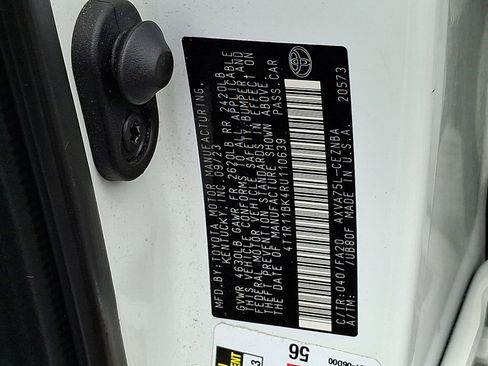 MFD.BY:TOYOTA MOTOR MANUFACTURING,
KENTUCKY, INC. 09/23
GVWR 4630LB GAWR FR 2620LB RR 2420LB
THIS VEHICLE CONFORMS TO ALL APPLICABLE
FEDERAL MOTOR VEHICLE SAFETY, BUMPER, AND
THEFT PREVENTION STANDARDS IN EFFECT ON
THE DATE OF MANUFACTURE SHOWN ABOVE.
4T1R11BK4RU110639 PASS.CAR
C/TR:040/FA20 AXVA75L-CEZNBA
A/TM: /UB80F MADE IN U.S.A. 20573
56
-06D00